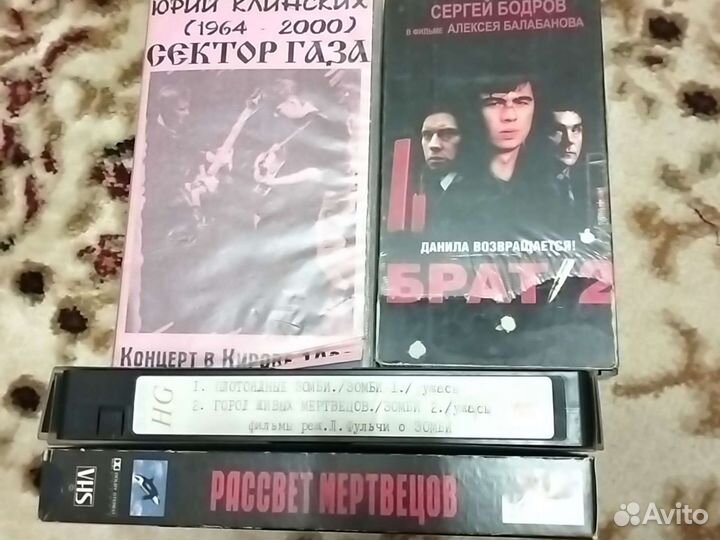 ЮРИЙ КЛИНСКИХ
(1964 - 2000)
СЕКТОР ГАЗА
КОНЦЕРТ В КИРОВЕ
СЕРГЕЙ БОДРОВ
В ФИЛЬМЕ АЛЕКСЕЯ БАЛАБАНОВА
ДАНИЛА ВОЗВРАЩАЕТСЯ!
БРАТ 2
HG
1. ПЛОТОЯДНЫЕ ЗОМБИ./ЗОМБИ 1./ ужасы
2. ГОРОД ЖИВЫХ МЕРТВЕЦОВ./ЗОМБИ 2./ужасы
фильмы реж.Л.Фульчи о ЗОМБИ
VHS
РАССВЕТ МЕРТВЕЦОВ
Avito